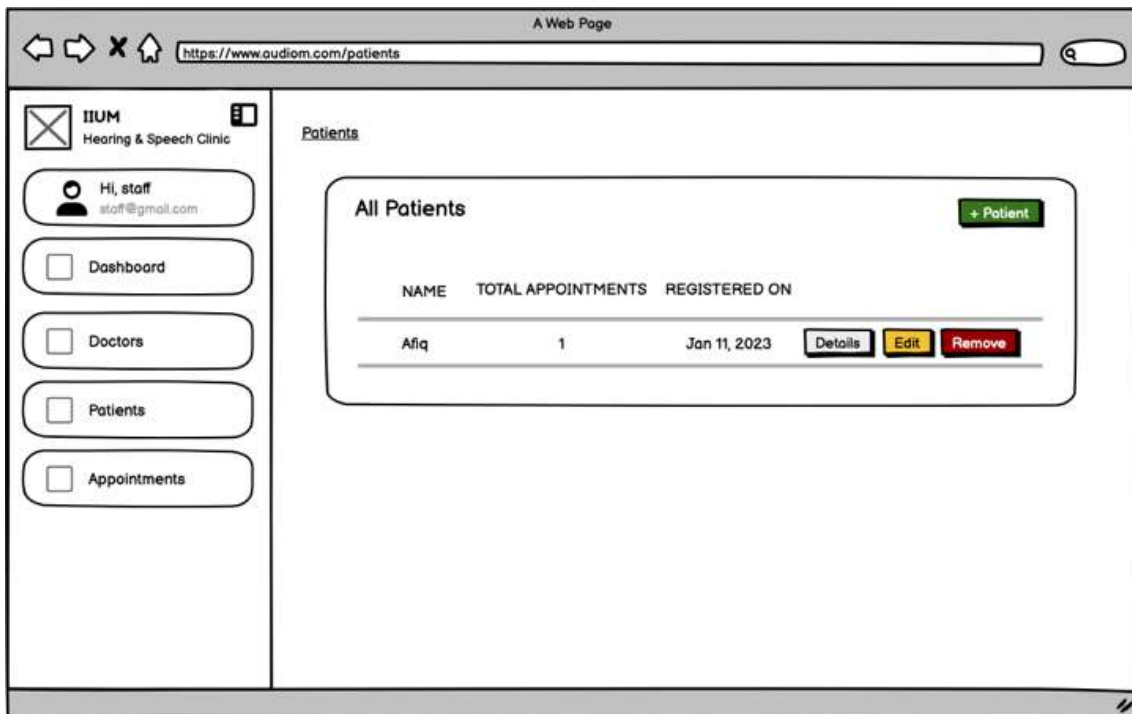 A Web Page
https://www.audiom.com/patients
IIUM
Hearing & Speech Clinic
Hi, staff
staff@gmail.com
Dashboard
Doctors
Patients
Appointments
Patients
All Patients
+ Patient
NAME TOTAL APPOINTMENTS REGISTERED ON
Afiq 1 Jan 11, 2023 Details Edit Remove